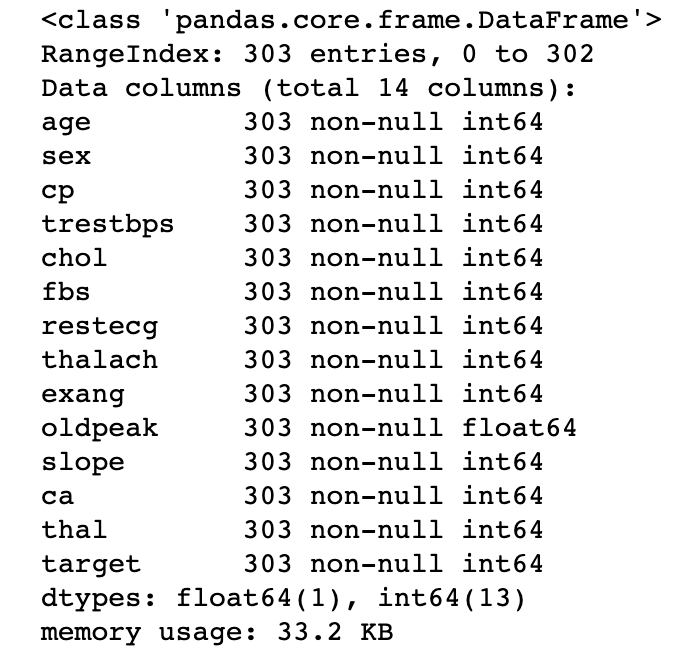 <class 'pandas.core.frame.DataFrame'>
RangeIndex: 303 entries, 0 to 302
Data columns (total 14 columns):
age         303 non-null int64
sex         303 non-null int64
cp          303 non-null int64
trestbps    303 non-null int64
chol        303 non-null int64
fbs         303 non-null int64
restecg     303 non-null int64
thalach     303 non-null int64
exang       303 non-null int64
oldpeak     303 non-null float64
slope       303 non-null int64
ca          303 non-null int64
thal        303 non-null int64
target      303 non-null int64
dtypes: float64(1), int64(13)
memory usage: 33.2 KB